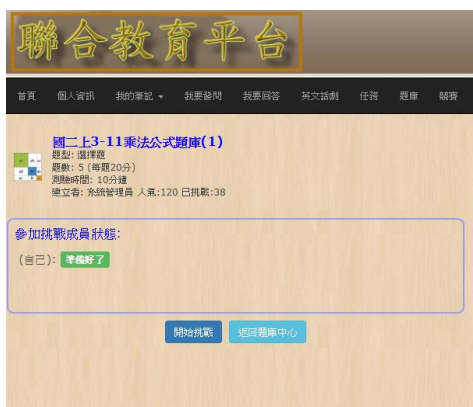 聯合教育平台
首頁 個人資訊 我的筆記 我要發問 我要回答 英文話劇 任務 題庫 競賽
國二上3-11乘法公式題庫(1)
題型: 選擇題
題數: 5 (每題20分)
測驗時間: 10分鐘
建立者: 系統管理員 人氣:120 已挑戰:38
參加挑戰成員狀態:
(自己): 準備好了
開始挑戰 返回題庫中心